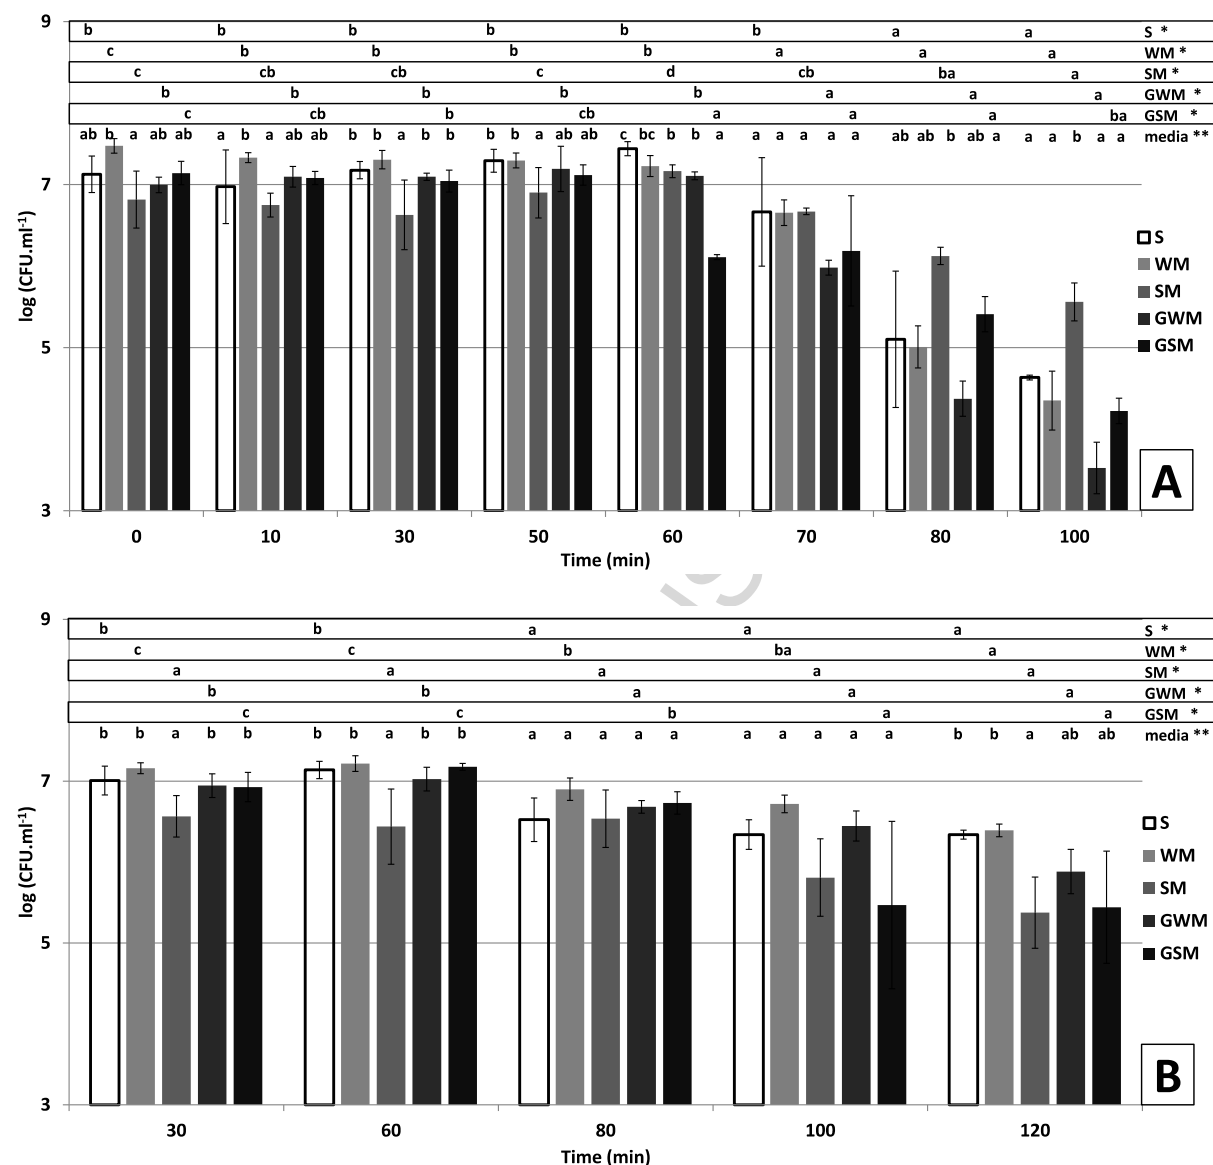 9
b b b b b b a a S *
c b b b b a a a WM *
c cb cb c d cb ba a SM *
b b b b b a a a GWM *
c cb b cb a a a ba GSM *
ab b a ab ab a b a ab ab b b a b b b b a ab ab c bc b b a a a a a a ab ab b ab a a a b a a media **
7
5
3
log (CFU.ml-1)
S
WM
SM
GWM
GSM
A
0 10 30 50 60 70 80 100
Time (min)
9
b b a a a S *
c c b ba a WM *
a a a a a SM *
b b a a a GWM *
c c b a a GSM *
b b a b b b b a b b a a a a a a a a a a b b a ab ab media **
7
5
3
log (CFU.ml-1)
S
WM
SM
GWM
GSM
B
30 60 80 100 120
Time (min)